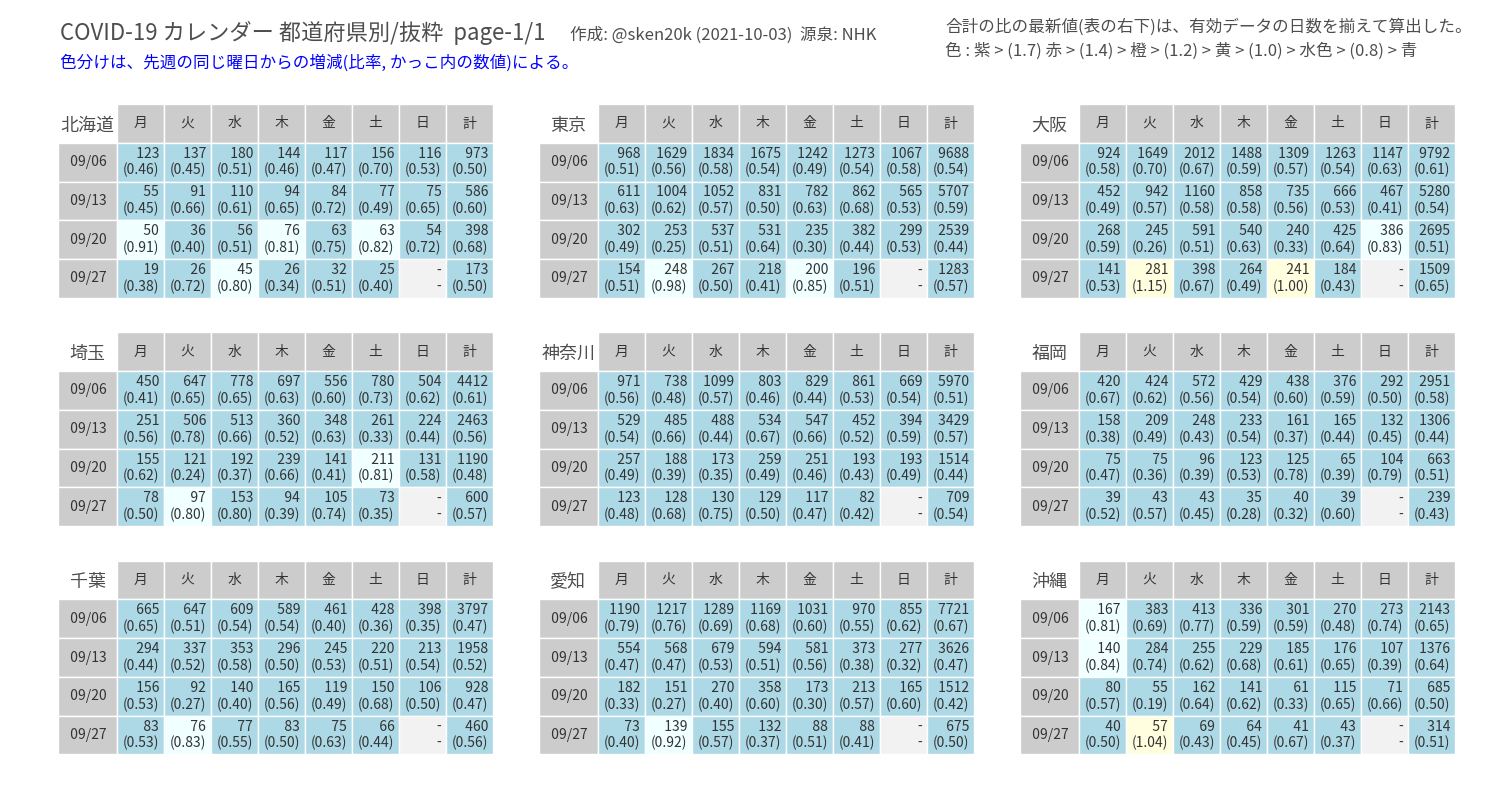 COVID-19 カレンダー 都道府県別/抜粋 page-1/1 作成: @sken20k (2021-10-03) 源泉: NHK
色分けは、先週の同じ曜日からの増減(比率, かっこ内の数値)による。
合計の比の最新値(表の右下)は、有効データの日数を揃えて算出した。
色 : 紫 > (1.7) 赤 > (1.4) > 橙 > (1.2) > 黄 > (1.0) > 水色 > (0.8) > 青
北海道 月 火 水 木 金 土 日 計
09/06 123 137 180 144 117 156 116 973
(0.46) (0.45) (0.51) (0.46) (0.47) (0.70) (0.53) (0.50)
09/13 55 91 110 94 84 77 75 586
(0.45) (0.66) (0.61) (0.65) (0.72) (0.49) (0.65) (0.60)
09/20 50 36 56 76 63 63 54 398
(0.91) (0.40) (0.51) (0.81) (0.75) (0.82) (0.72) (0.68)
09/27 19 26 45 26 32 25 - 173
(0.38) (0.72) (0.80) (0.34) (0.51) (0.40) - (0.50)
東京 月 火 水 木 金 土 日 計
09/06 968 1629 1834 1675 1242 1273 1067 9688
(0.51) (0.56) (0.58) (0.54) (0.49) (0.54) (0.58) (0.54)
09/13 611 1004 1052 831 782 862 565 5707
(0.63) (0.62) (0.57) (0.50) (0.63) (0.68) (0.53) (0.59)
09/20 302 253 537 531 235 382 299 2539
(0.49) (0.25) (0.51) (0.64) (0.30) (0.44) (0.53) (0.44)
09/27 154 248 267 218 200 196 - 1283
(0.51) (0.98) (0.50) (0.41) (0.85) (0.51) - (0.57)
大阪 月 火 水 木 金 土 日 計
09/06 924 1649 2012 1488 1309 1263 1147 9792
(0.58) (0.70) (0.67) (0.59) (0.57) (0.54) (0.63) (0.61)
09/13 452 942 1160 858 735 666 467 5280
(0.49) (0.57) (0.58) (0.58) (0.56) (0.53) (0.41) (0.54)
09/20 268 245 591 540 240 425 386 2695
(0.59) (0.26) (0.51) (0.63) (0.33) (0.64) (0.83) (0.51)
09/27 141 281 398 264 241 184 - 1509
(0.53) (1.15) (0.67) (0.49) (1.00) (0.43) - (0.65)
埼玉 月 火 水 木 金 土 日 計
09/06 450 647 778 697 556 780 504 4412
(0.41) (0.65) (0.65) (0.63) (0.60) (0.73) (0.62) (0.61)
09/13 251 506 513 360 348 261 224 2463
(0.56) (0.78) (0.66) (0.52) (0.63) (0.33) (0.44) (0.56)
09/20 155 121 192 239 141 211 131 1190
(0.62) (0.24) (0.37) (0.66) (0.41) (0.81) (0.58) (0.48)
09/27 78 97 153 94 105 73 - 600
(0.50) (0.80) (0.80) (0.39) (0.74) (0.35) - (0.57)
神奈川 月 火 水 木 金 土 日 計
09/06 971 738 1099 803 829 861 669 5970
(0.56) (0.48) (0.57) (0.46) (0.44) (0.53) (0.54) (0.51)
09/13 529 485 488 534 547 452 394 3429
(0.54) (0.66) (0.44) (0.67) (0.66) (0.52) (0.59) (0.57)
09/20 257 188 173 259 251 193 193 1514
(0.49) (0.39) (0.35) (0.49) (0.46) (0.43) (0.49) (0.44)
09/27 123 128 130 129 117 82 - 709
(0.48) (0.68) (0.75) (0.50) (0.47) (0.42) - (0.54)
福岡 月 火 水 木 金 土 日 計
09/06 420 424 572 429 438 376 292 2951
(0.67) (0.62) (0.56) (0.54) (0.60) (0.59) (0.50) (0.58)
09/13 158 209 248 233 161 165 132 1306
(0.38) (0.49) (0.43) (0.54) (0.37) (0.44) (0.45) (0.44)
09/20 75 75 96 123 125 65 104 663
(0.47) (0.36) (0.39) (0.53) (0.78) (0.39) (0.79) (0.51)
09/27 39 43 43 35 40 39 - 239
(0.52) (0.57) (0.45) (0.28) (0.32) (0.60) - (0.43)
千葉 月 火 水 木 金 土 日 計
09/06 665 647 609 589 461 428 398 3797
(0.65) (0.51) (0.54) (0.54) (0.40) (0.36) (0.35) (0.47)
09/13 294 337 353 296 245 220 213 1958
(0.44) (0.52) (0.58) (0.50) (0.53) (0.51) (0.54) (0.52)
09/20 156 92 140 165 119 150 106 928
(0.53) (0.27) (0.40) (0.56) (0.49) (0.68) (0.50) (0.47)
09/27 83 76 77 83 75 66 - 460
(0.53) (0.83) (0.55) (0.50) (0.63) (0.44) - (0.56)
愛知 月 火 水 木 金 土 日 計
09/06 1190 1217 1289 1169 1031 970 855 7721
(0.79) (0.76) (0.69) (0.68) (0.60) (0.55) (0.62) (0.67)
09/13 554 568 679 594 581 373 277 3626
(0.47) (0.47) (0.53) (0.51) (0.56) (0.38) (0.32) (0.47)
09/20 182 151 270 358 173 213 165 1512
(0.33) (0.27) (0.40) (0.60) (0.30) (0.57) (0.60) (0.42)
09/27 73 139 155 132 88 88 - 675
(0.40) (0.92) (0.57) (0.37) (0.51) (0.41) - (0.50)
沖縄 月 火 水 木 金 土 日 計
09/06 167 383 413 336 301 270 273 2143
(0.81) (0.69) (0.77) (0.59) (0.59) (0.48) (0.74) (0.65)
09/13 140 284 255 229 185 176 107 1376
(0.84) (0.74) (0.62) (0.68) (0.61) (0.65) (0.39) (0.64)
09/20 80 55 162 141 61 115 71 685
(0.57) (0.19) (0.64) (0.62) (0.33) (0.65) (0.66) (0.50)
09/27 40 57 69 64 41 43 - 314
(0.50) (1.04) (0.43) (0.45) (0.67) (0.37) - (0.51)